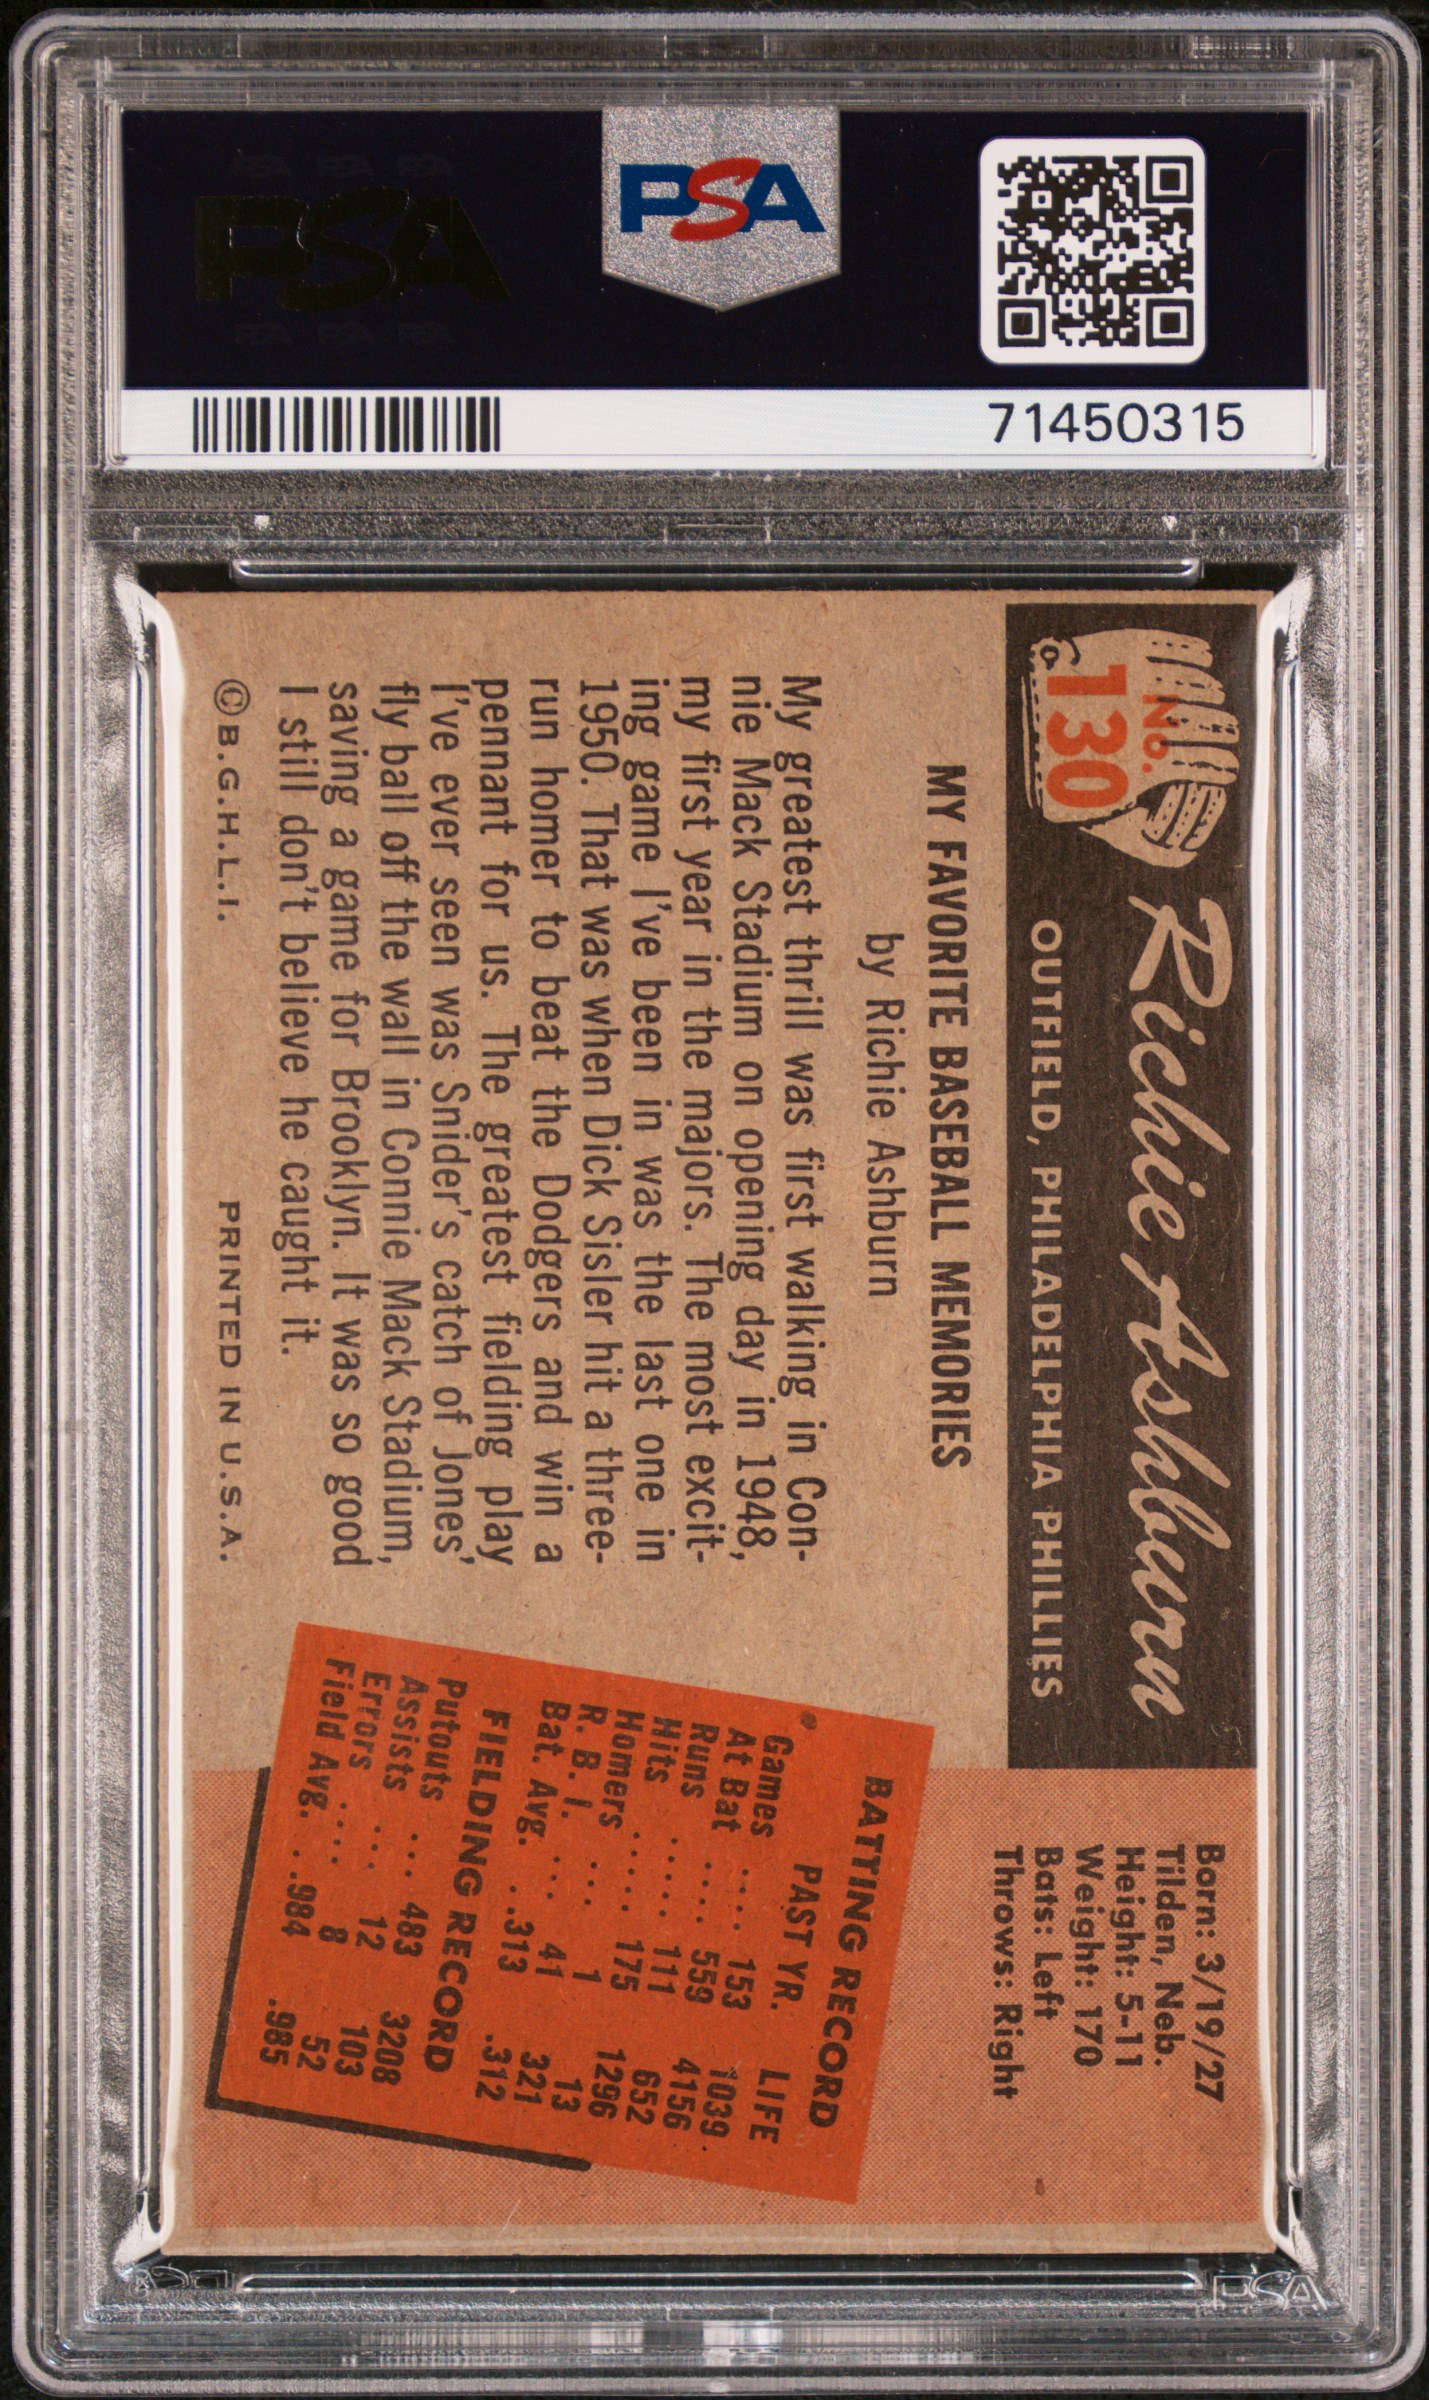 PSA
PSA PSA PSA
PSA
PSA PSA PSA
71450315
No.
130
Richie Ashburn
OUTFIELD, PHILADELPHIA PHILLIES
Born: 3/19/27
Tilden, Neb.
Height: 5-11
Weight: 170
Bats: Left
Throws: Right
MY FAVORITE BASEBALL MEMORIES
by Richie Ashburn
My greatest thrill was first walking in Con-
nie Mack Stadium on opening day in 1948,
my first year in the majors. The most excit-
ing game I've been in was the last one in
1950. That was when Dick Sisler hit a three-
run homer to beat the Dodgers and win a
pennant for us. The greatest fielding play
I've ever seen was Snider's catch of Jones'
fly ball off the wall in Connie Mack Stadium,
saving a game for Brooklyn. It was so good
I still don't believe he caught it.
© B.G.H.L.I. PRINTED IN U.S.A.
BATTING RECORD
PAST YR. LIFE
Games .... 153 1039
At Bat .... 559 4156
Runs .... 111 652
Hits .... 175 1296
Homers ... 1 13
R. B. I. ... 41 321
Bat. Avg. ..313 .312
FIELDING RECORD
Putouts ... 483 3208
Assists ... 12 103
Errors .... 8 52
Field Avg. ..984 .985
PSA